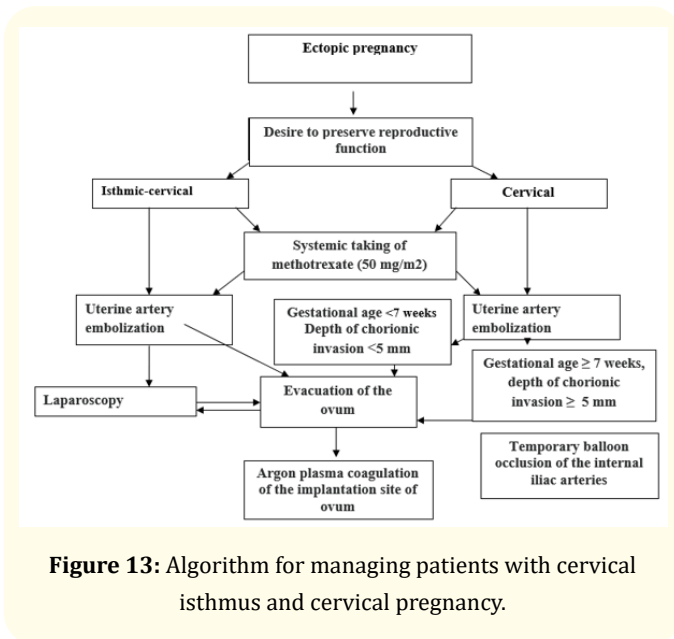 Ectopic pregnancy
Desire to preserve reproductive
function
Isthmic-cervical
Cervical
Systemic taking of
methotrexate (50 mg/m2)
Uterine artery
embolization
Gestational age <7 weeks
Depth of chorionic
invasion <5 mm
Uterine artery
embolization
Gestational age ≥ 7 weeks,
depth of chorionic
invasion ≥ 5 mm
Laparoscopy
Evacuation of the
ovum
Temporary balloon
occlusion of the internal
iliac arteries
Argon plasma coagulation
of the implantation site of
ovum
Figure 13: Algorithm for managing patients with cervical
isthmus and cervical pregnancy.